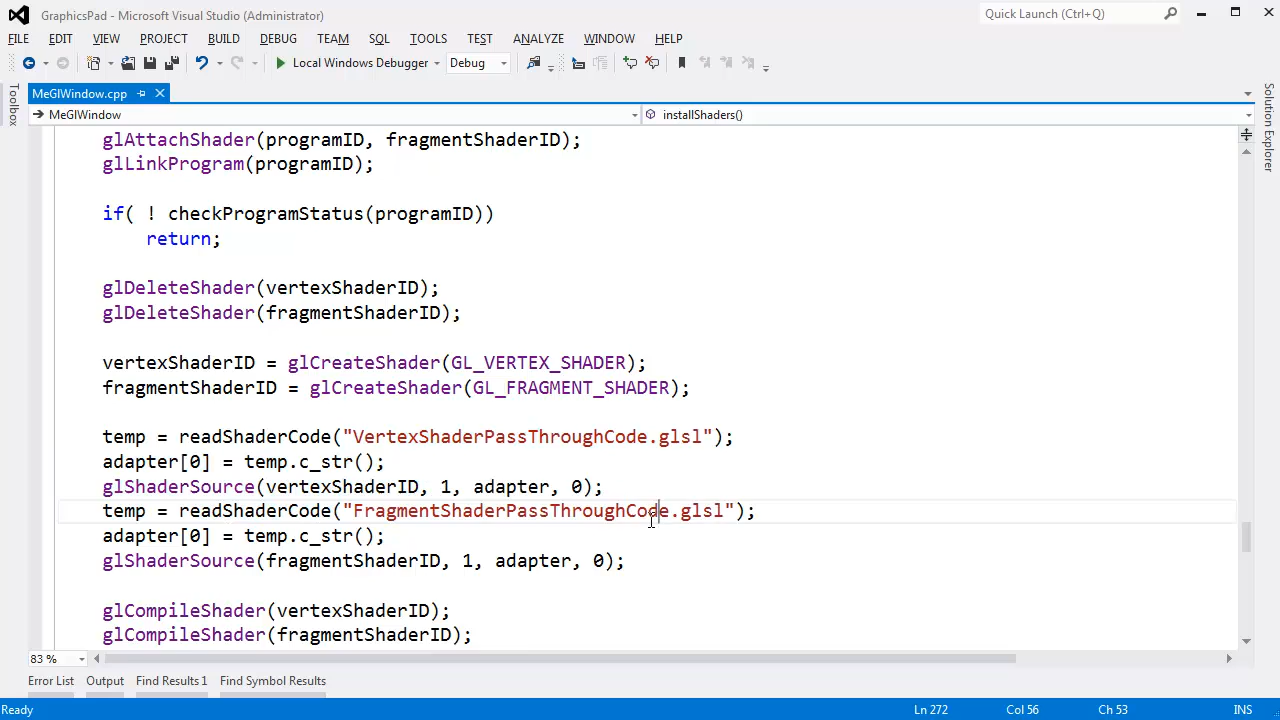 GraphicsPad - Microsoft Visual Studio (Administrator)
Quick Launch (Ctrl+Q)
FILE EDIT VIEW PROJECT BUILD DEBUG TEAM SQL TOOLS TEST ANALYZE WINDOW HELP
Local Windows Debugger Debug
Toolbox
MeGlWindow.cpp
Solution Explorer
MeGlWindow installShaders()
glAttachShader(programID, fragmentShaderID);
glLinkProgram(programID);
if( ! checkProgramStatus(programID))
return;
glDeleteShader(vertexShaderID);
glDeleteShader(fragmentShaderID);
vertexShaderID = glCreateShader(GL_VERTEX_SHADER);
fragmentShaderID = glCreateShader(GL_FRAGMENT_SHADER);
temp = readShaderCode("VertexShaderPassThroughCode.glsl");
adapter[0] = temp.c_str();
glShaderSource(vertexShaderID, 1, adapter, 0);
temp = readShaderCode("FragmentShaderPassThroughCode.glsl");
adapter[0] = temp.c_str();
glShaderSource(fragmentShaderID, 1, adapter, 0);
glCompileShader(vertexShaderID);
glCompileShader(fragmentShaderID);
83 %
Error List Output Find Results 1 Find Symbol Results
Ready Ln 272 Col 56 Ch 53 INS